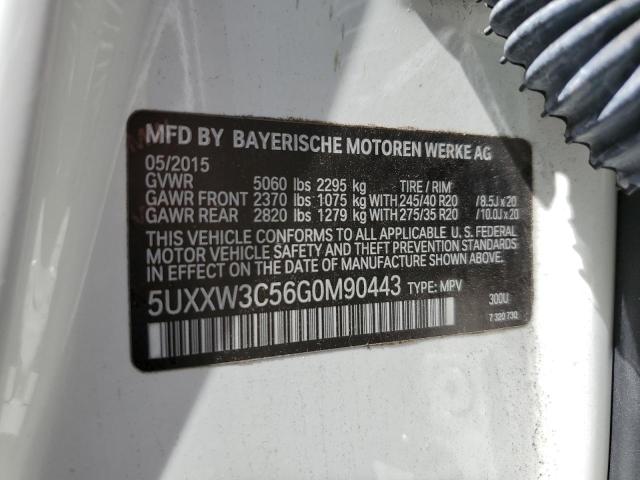 MFD BY BAYERISCHE MOTOREN WERKE AG
05/2015
GVWR 5060 lbs 2295 kg TIRE / RIM
GAWR FRONT 2370 lbs 1075 kg WITH 245/40 R20 /8.5J x 20
GAWR REAR 2820 lbs 1279 kg WITH 275/35 R20 /10.0J x 20
THIS VEHICLE CONFORMS TO ALL APPLICABLE U. S. FEDERAL
MOTOR VEHICLE SAFETY AND THEFT PREVENTION STANDARDS
IN EFFECT ON THE DATE OF MANUFACTURE SHOWN ABOVE.
5UXXW3C56G0M90443 TYPE: MPV
300U
7 320 730